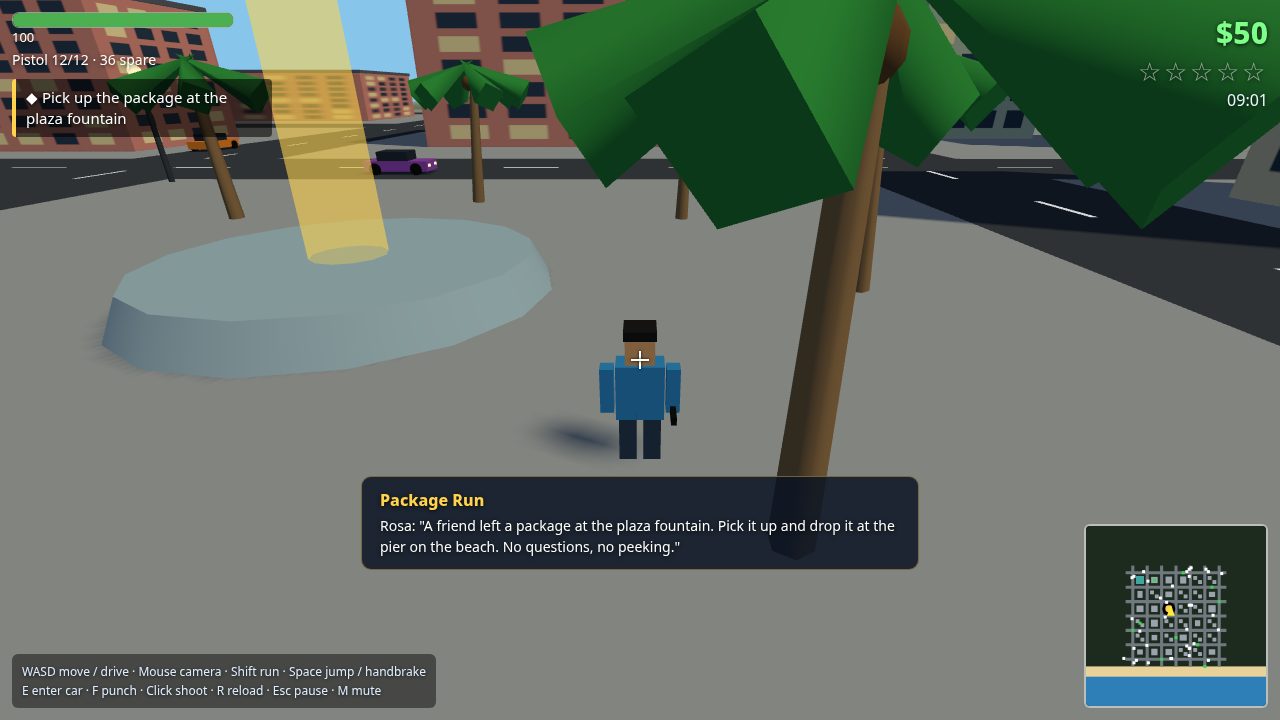 100
$50
Pistol 12/12 · 36 spare
☆ ☆ ☆ ☆ ☆
◆ Pick up the package at the
plaza fountain
09:01
Package Run
Rosa: "A friend left a package at the plaza fountain. Pick it up and drop it at the
pier on the beach. No questions, no peeking."
WASD move / drive · Mouse camera · Shift run · Space jump / handbrake
E enter car · F punch · Click shoot · R reload · Esc pause · M mute